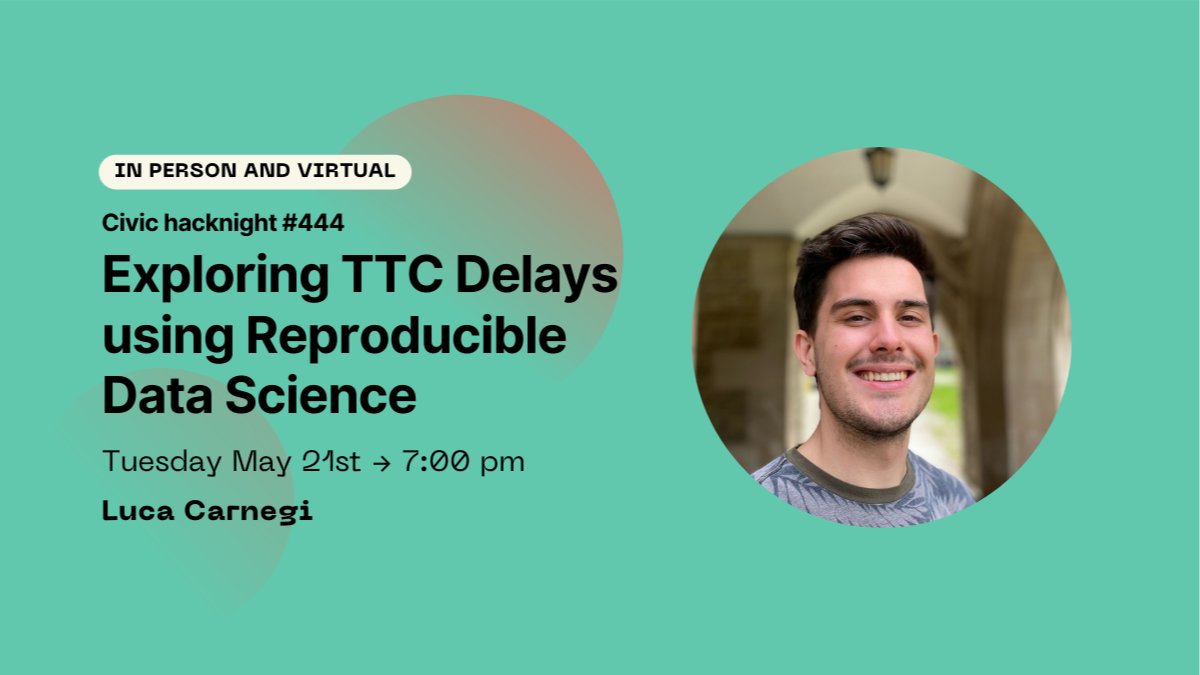 IN PERSON AND VIRTUAL
Civic hacknight #444
Exploring TTC Delays
using Reproducible
Data Science
Tuesday May 21st → 7:00 pm
Luca Carnegi